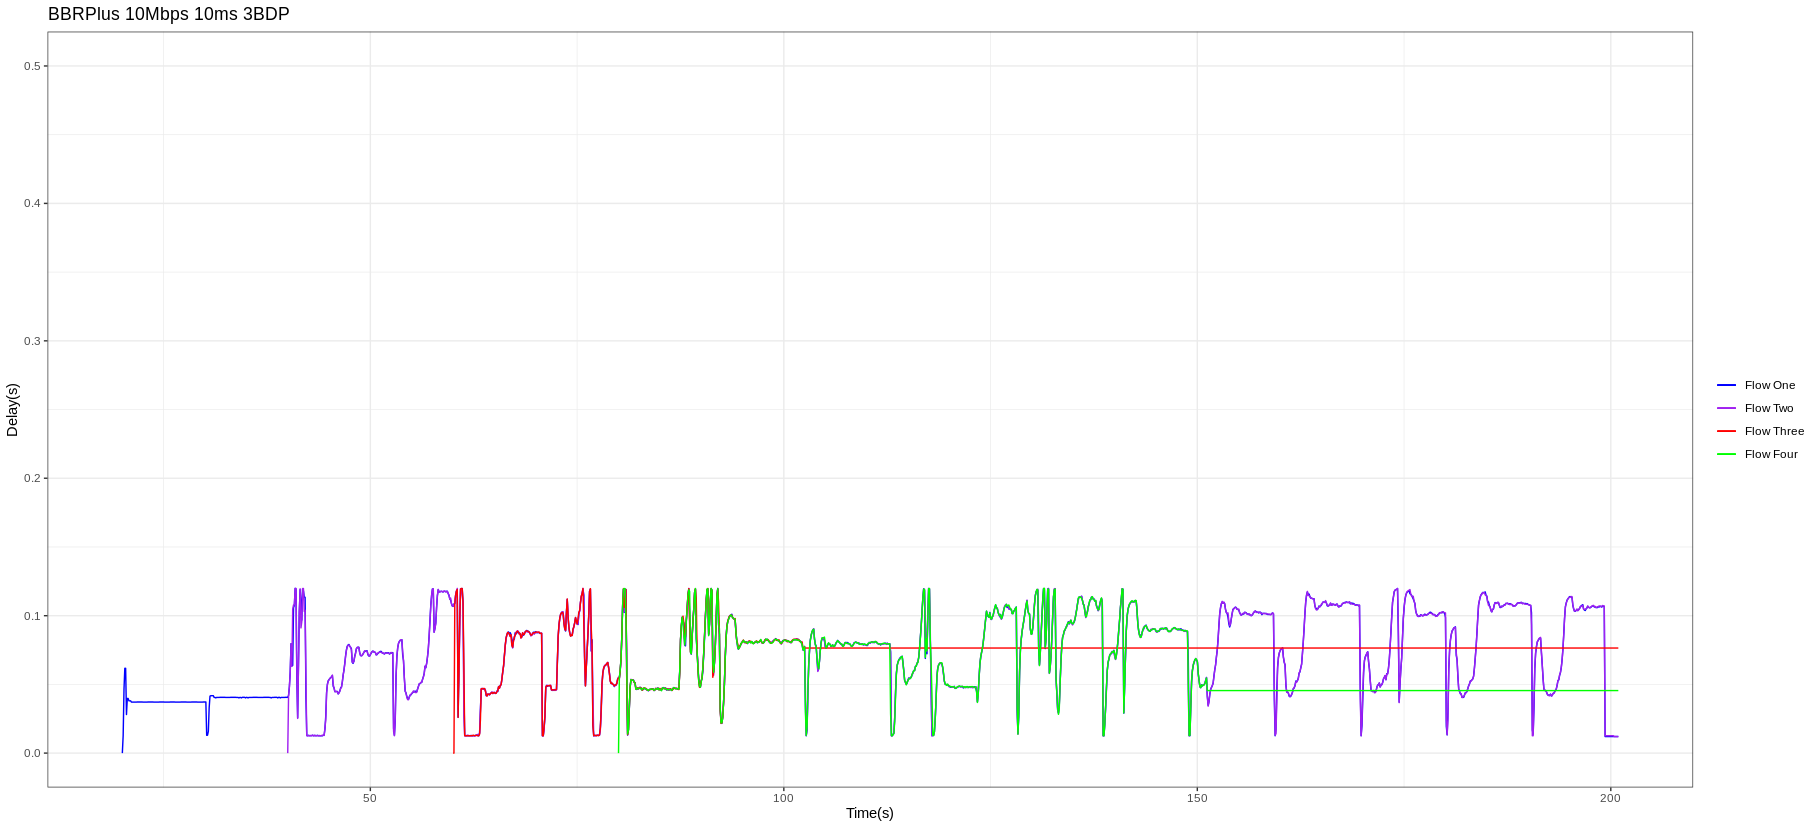 BBRPlus 10Mbps 10ms 3BDP
0.5
0.4
0.3
0.2
0.1
0.0
Delay(s)
50
100
150
200
Time(s)
Flow One
Flow Two
Flow Three
Flow Four